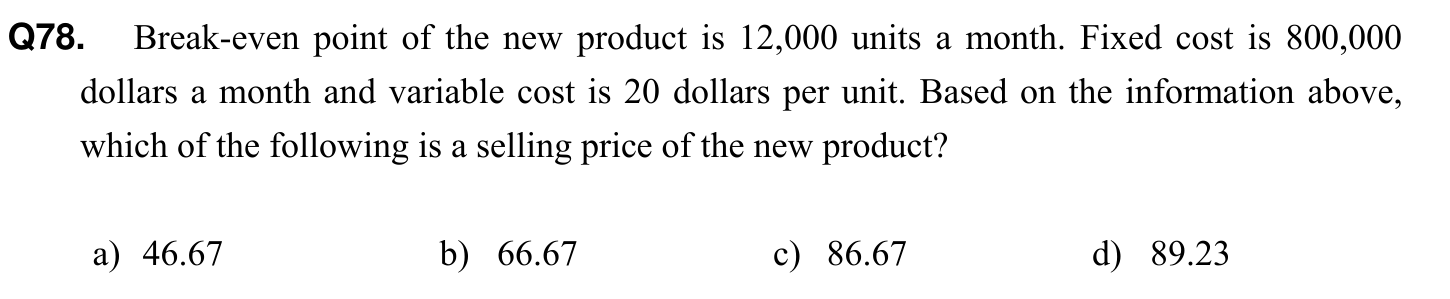 Q78. Break-even point of the new product is 12,000 units a month. Fixed cost is 800,000
dollars a month and variable cost is 20 dollars per unit. Based on the information above,
which of the following is a selling price of the new product?
a) 46.67 b) 66.67 c) 86.67 d) 89.23